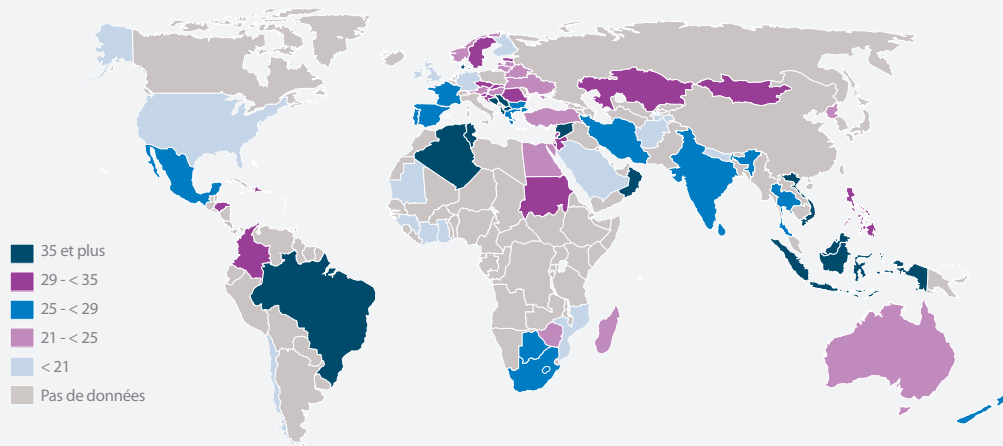 35 et plus
29 - < 35
25 - < 29
21 - < 25
< 21
Pas de données